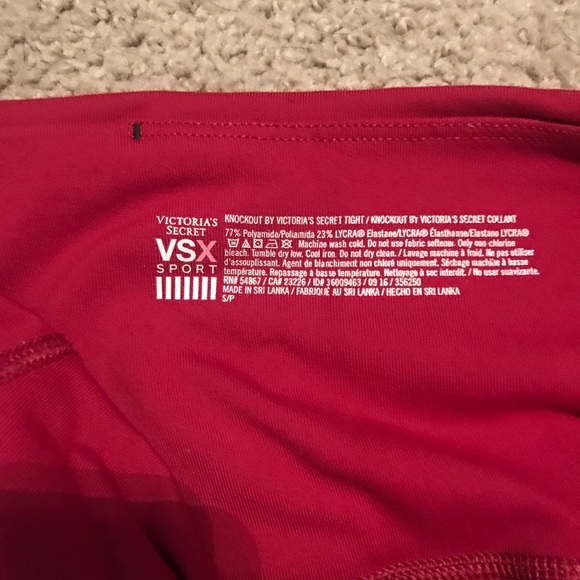 VICTORIA'S
SECRET
VSX
SPORT
KNOCKOUT BY VICTORIA'S SECRET TIGHT / KNOCKOUT BY VICTORIA'S SECRET COLLANT
77% Polyamide/Poliamida 23% LYCRA® Elastane/LYCRA® Élasthanne/Elastano LYCRA®
Machine wash cold. Do not use fabric softener. Only non-chlorine
bleach. Tumble dry low. Cool iron. Do not dry clean. / Lavage machine à froid. Ne pas utiliser
d'assouplissant. Agent de blanchiment non chloré uniquement. Séchage machine à basse
température. Repassage à basse température. Nettoyage à sec interdit. / No usar suavizante.
RN# 54867 / CA# 23226 / ID# 36009463 / 09 16 / 356250
MADE IN SRI LANKA / FABRIQUÉ AU SRI LANKA / HECHO EN SRI LANKA
S/P